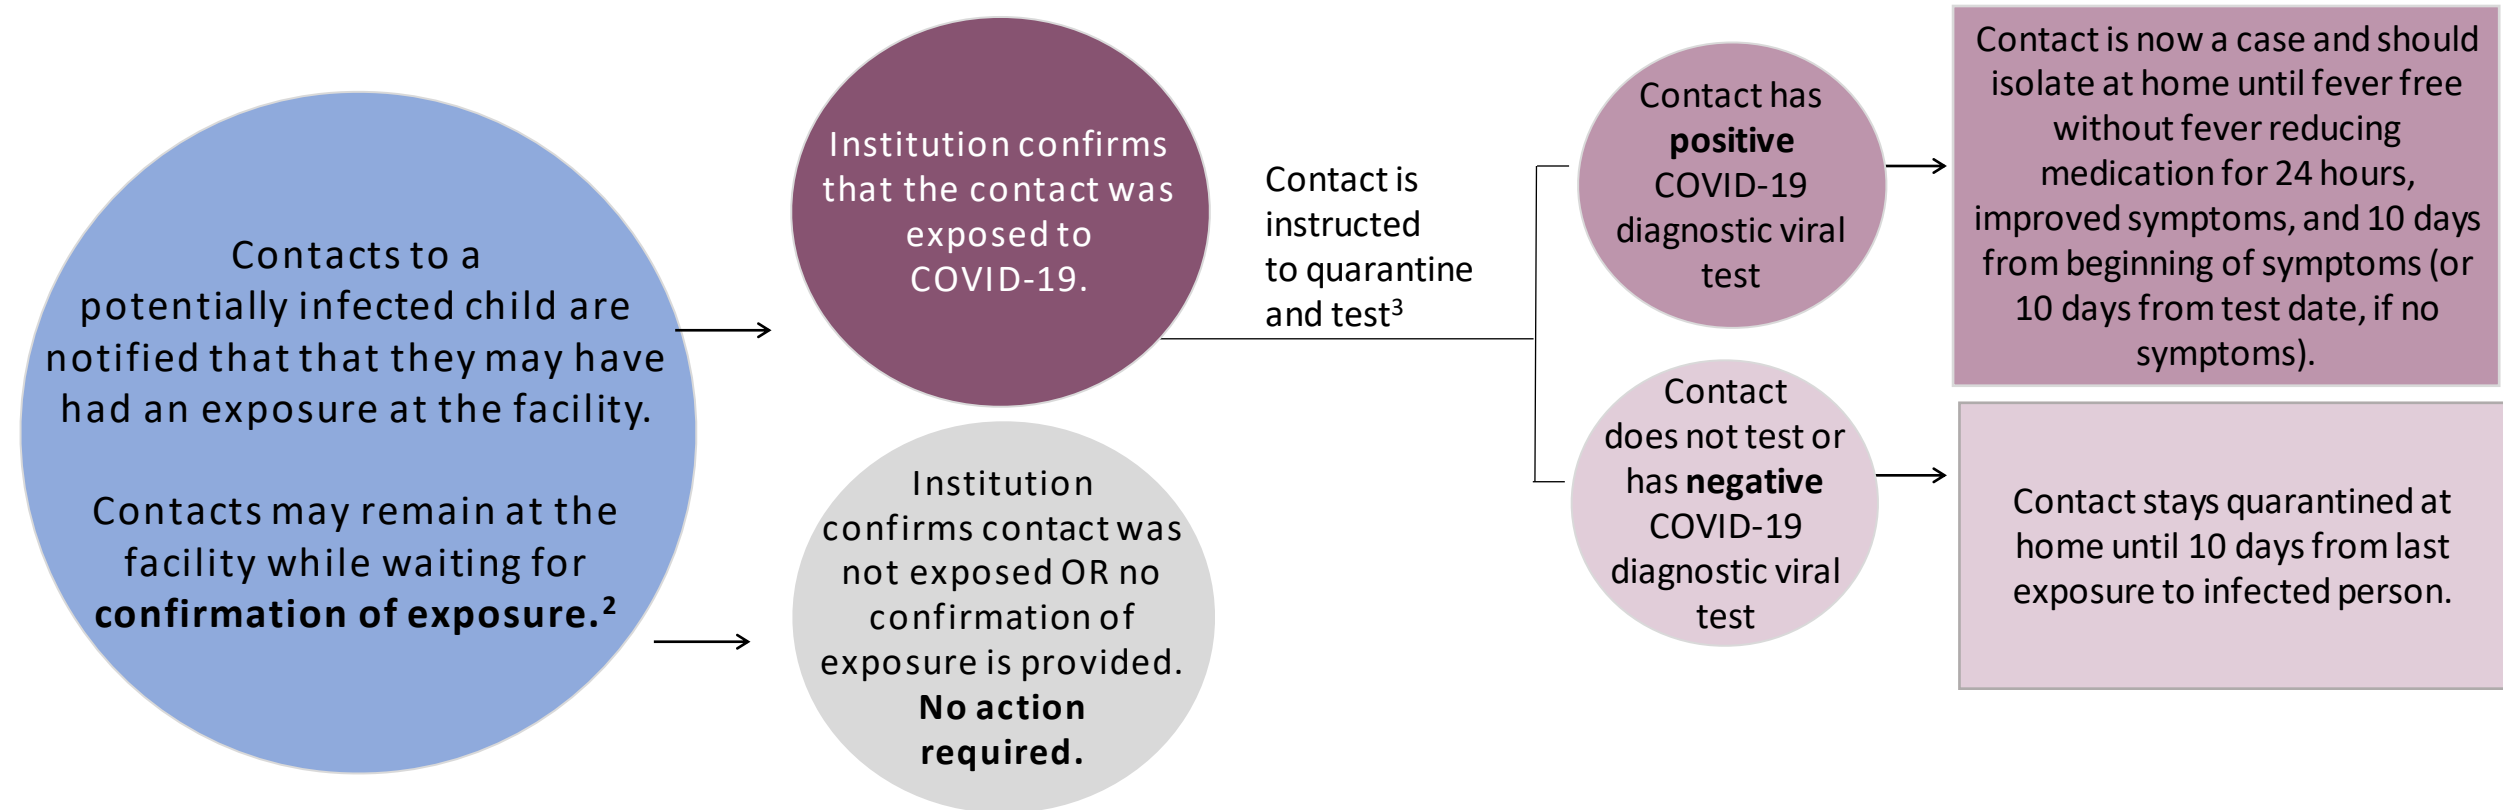 Contacts to a
potentially infected child are
notified that that they may have
had an exposure at the facility.
Contacts may remain at the
facility while waiting for
confirmation of exposure.²
Institution confirms
that the contact was
exposed to
COVID-19.
Institution
confirms contact was
not exposed OR no
confirmation of
exposure is provided.
No action
required.
Contact is
instructed
to quarantine
and test³
Contact has
positive
COVID-19
diagnostic viral
test
Contact
does not test or
has negative
COVID-19
diagnostic viral
test
Contact is now a case and should
isolate at home until fever free
without fever reducing
medication for 24 hours,
improved symptoms, and 10 days
from beginning of symptoms (or
10 days from test date, if no
symptoms).
Contact stays quarantined at
home until 10 days from last
exposure to infected person.